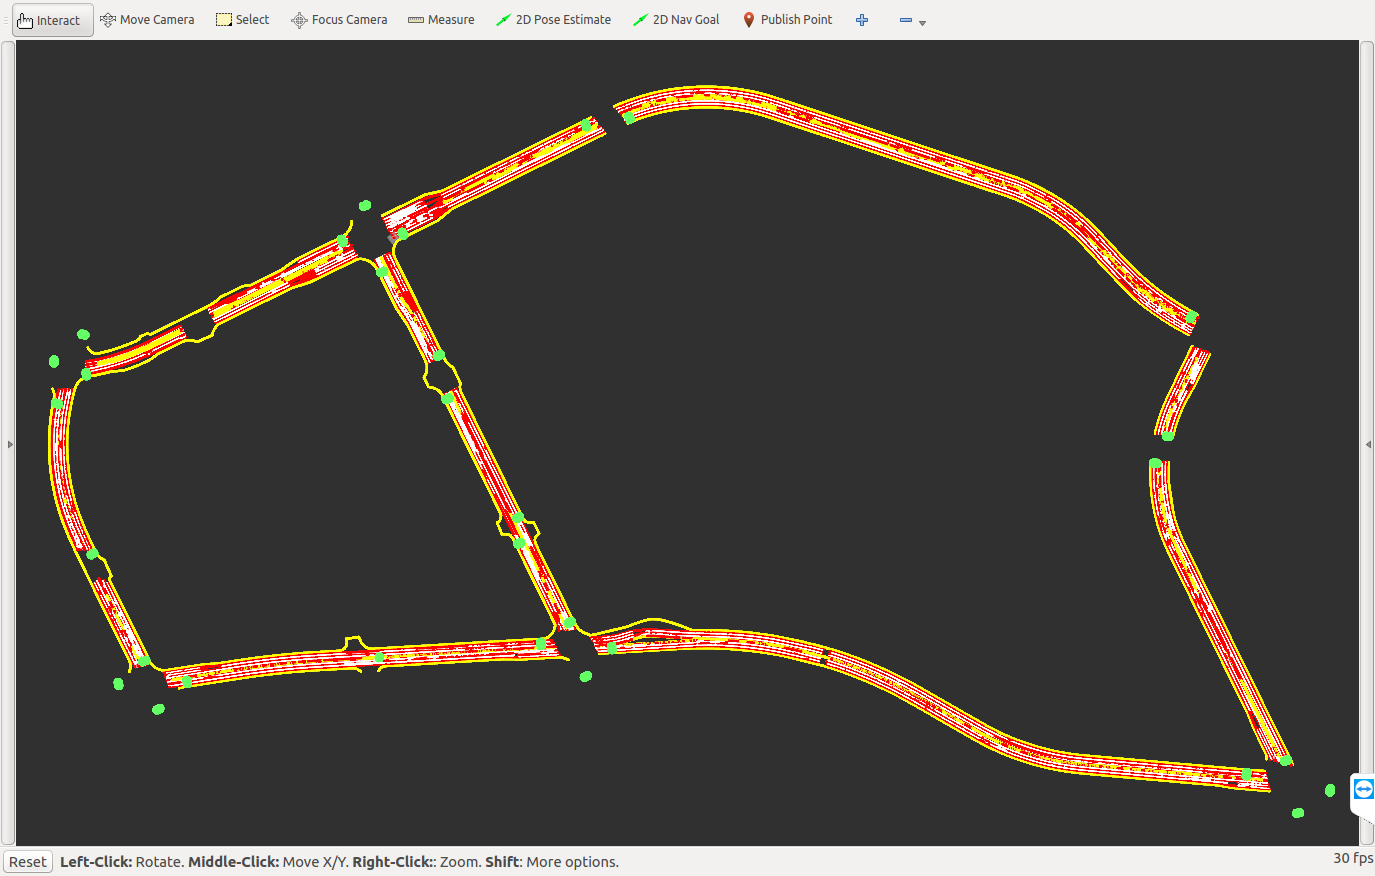 Interact Move Camera Select Focus Camera Measure 2D Pose Estimate 2D Nav Goal Publish Point
Reset Left-Click: Rotate. Middle-Click: Move X/Y. Right-Click:: Zoom. Shift: More options. 30 fps